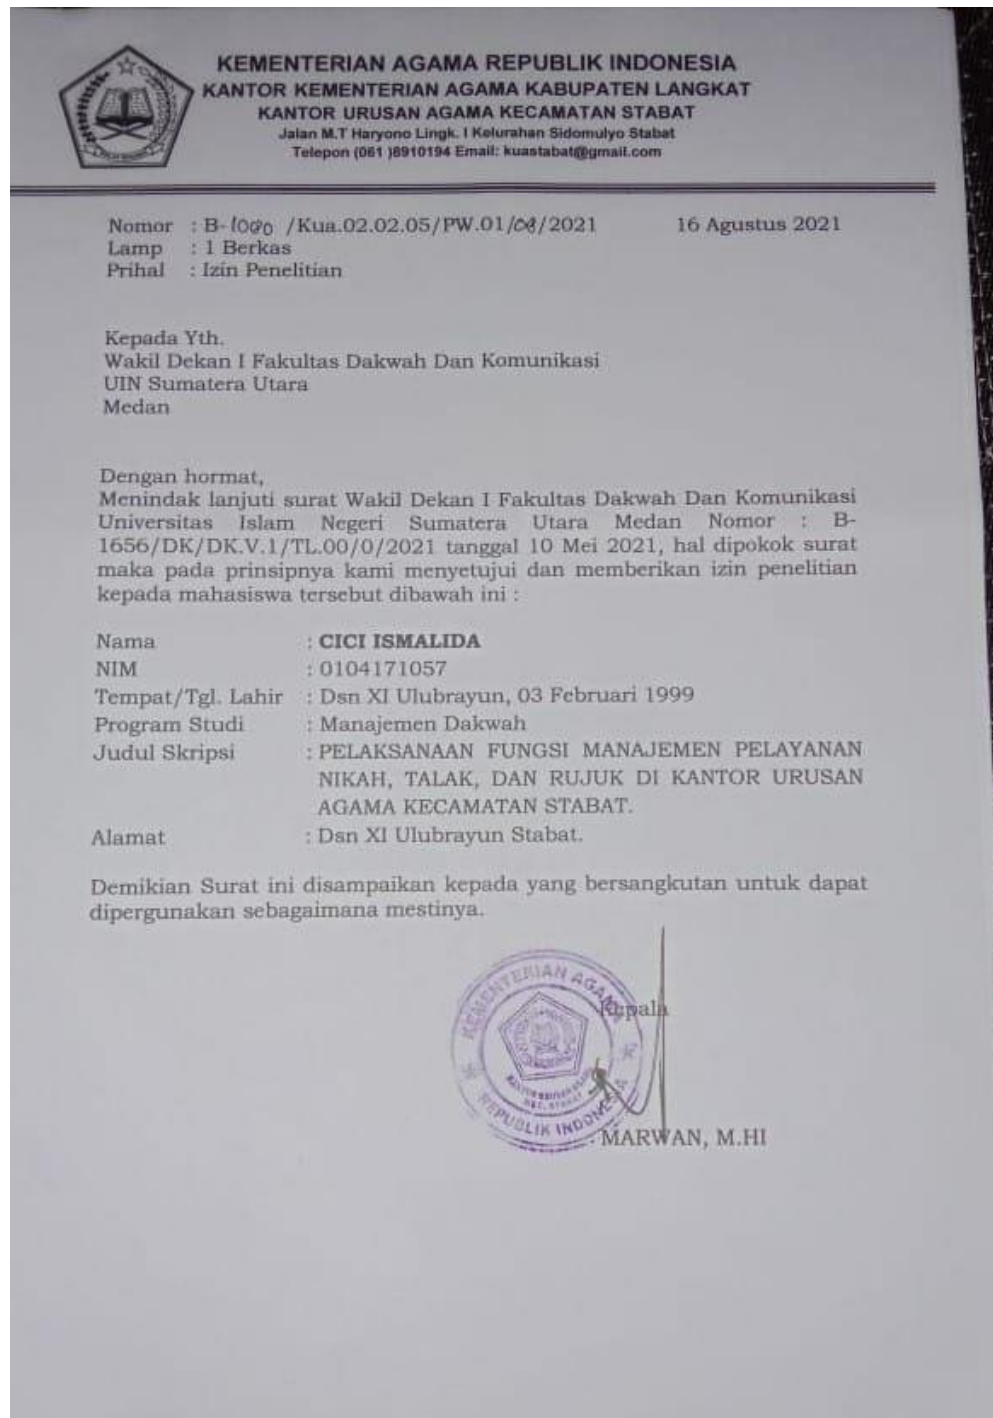 KEMENTERIAN AGAMA REPUBLIK INDONESIA
KANTOR KEMENTERIAN AGAMA KABUPATEN LANGKAT
KANTOR URUSAN AGAMA KECAMATAN STABAT
Jalan M.T Haryono Lingk. I Kelurahan Sidomulyo Stabat
Telepon (061 )8910194 Email: kuastabat@gmail.com
Nomor : B- /Kua.02.02.05/PW.01/08/2021 16 Agustus 2021
Lamp : 1 Berkas
Prihal : Izin Penelitian
Kepada Yth.
Wakil Dekan I Fakultas Dakwah Dan Komunikasi
UIN Sumatera Utara
Medan
Dengan hormat,
Menindak lanjuti surat Wakil Dekan I Fakultas Dakwah Dan Komunikasi
Universitas Islam Negeri Sumatera Utara Medan Nomor : B-
1656/DK/DK.V.1/TL.00/0/2021 tanggal 10 Mei 2021, hal dipokok surat
maka pada prinsipnya kami menyetujui dan memberikan izin penelitian
kepada mahasiswa tersebut dibawah ini :
Nama : CICI ISMALIDA
NIM : 0104171057
Tempat/Tgl. Lahir : Dsn XI Ulubrayun, 03 Februari 1999
Program Studi : Manajemen Dakwah
Judul Skripsi : PELAKSANAAN FUNGSI MANAJEMEN PELAYANAN
NIKAH, TALAK, DAN RUJUK DI KANTOR URUSAN
AGAMA KECAMATAN STABAT.
Alamat : Dsn XI Ulubrayun Stabat.
Demikian Surat ini disampaikan kepada yang bersangkutan untuk dapat
dipergunakan sebagaimana mestinya.
Kepala
KEMENTERIAN AGAMA
REPUBLIK INDONESIA
MARWAN, M.HI